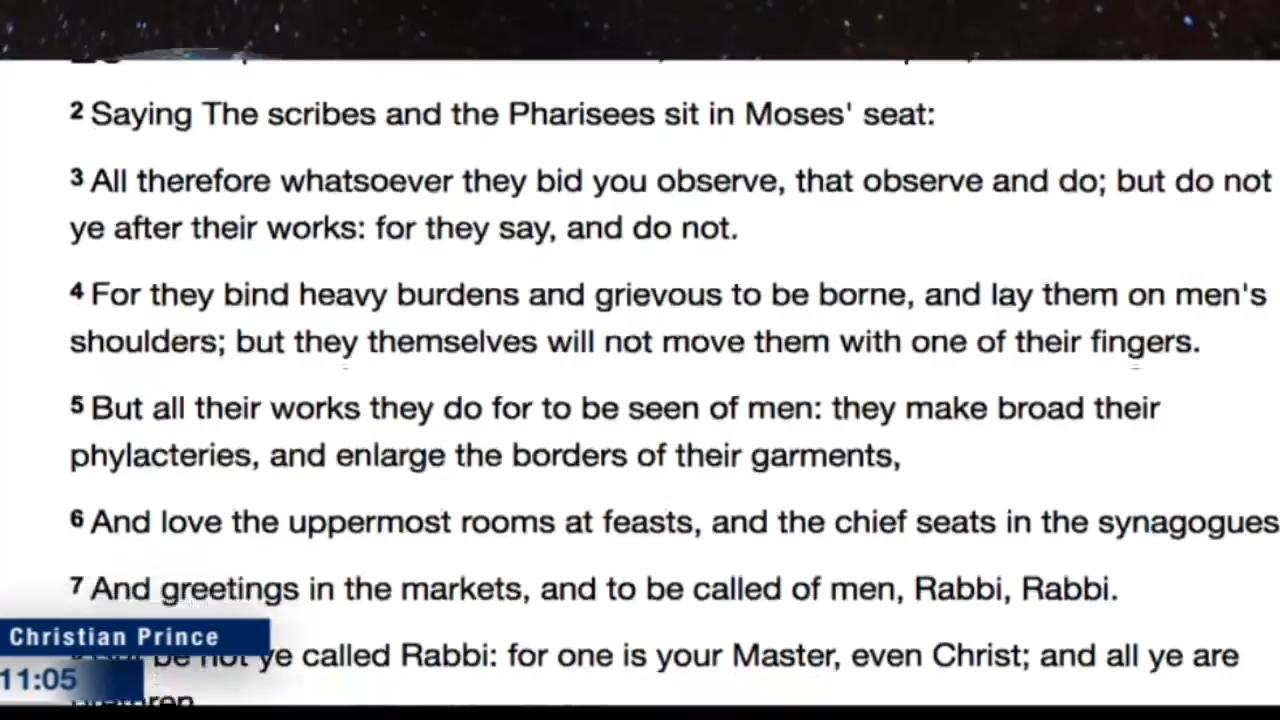 2 Saying The scribes and the Pharisees sit in Moses' seat:
3 All therefore whatsoever they bid you observe, that observe and do; but do not
ye after their works: for they say, and do not.
4 For they bind heavy burdens and grievous to be borne, and lay them on men's
shoulders; but they themselves will not move them with one of their fingers.
5 But all their works they do for to be seen of men: they make broad their
phylacteries, and enlarge the borders of their garments,
6 And love the uppermost rooms at feasts, and the chief seats in the synagogues
7 And greetings in the markets, and to be called of men, Rabbi, Rabbi.
Christian Prince
be not ye called Rabbi: for one is your Master, even Christ; and all ye are
11:05
brethren